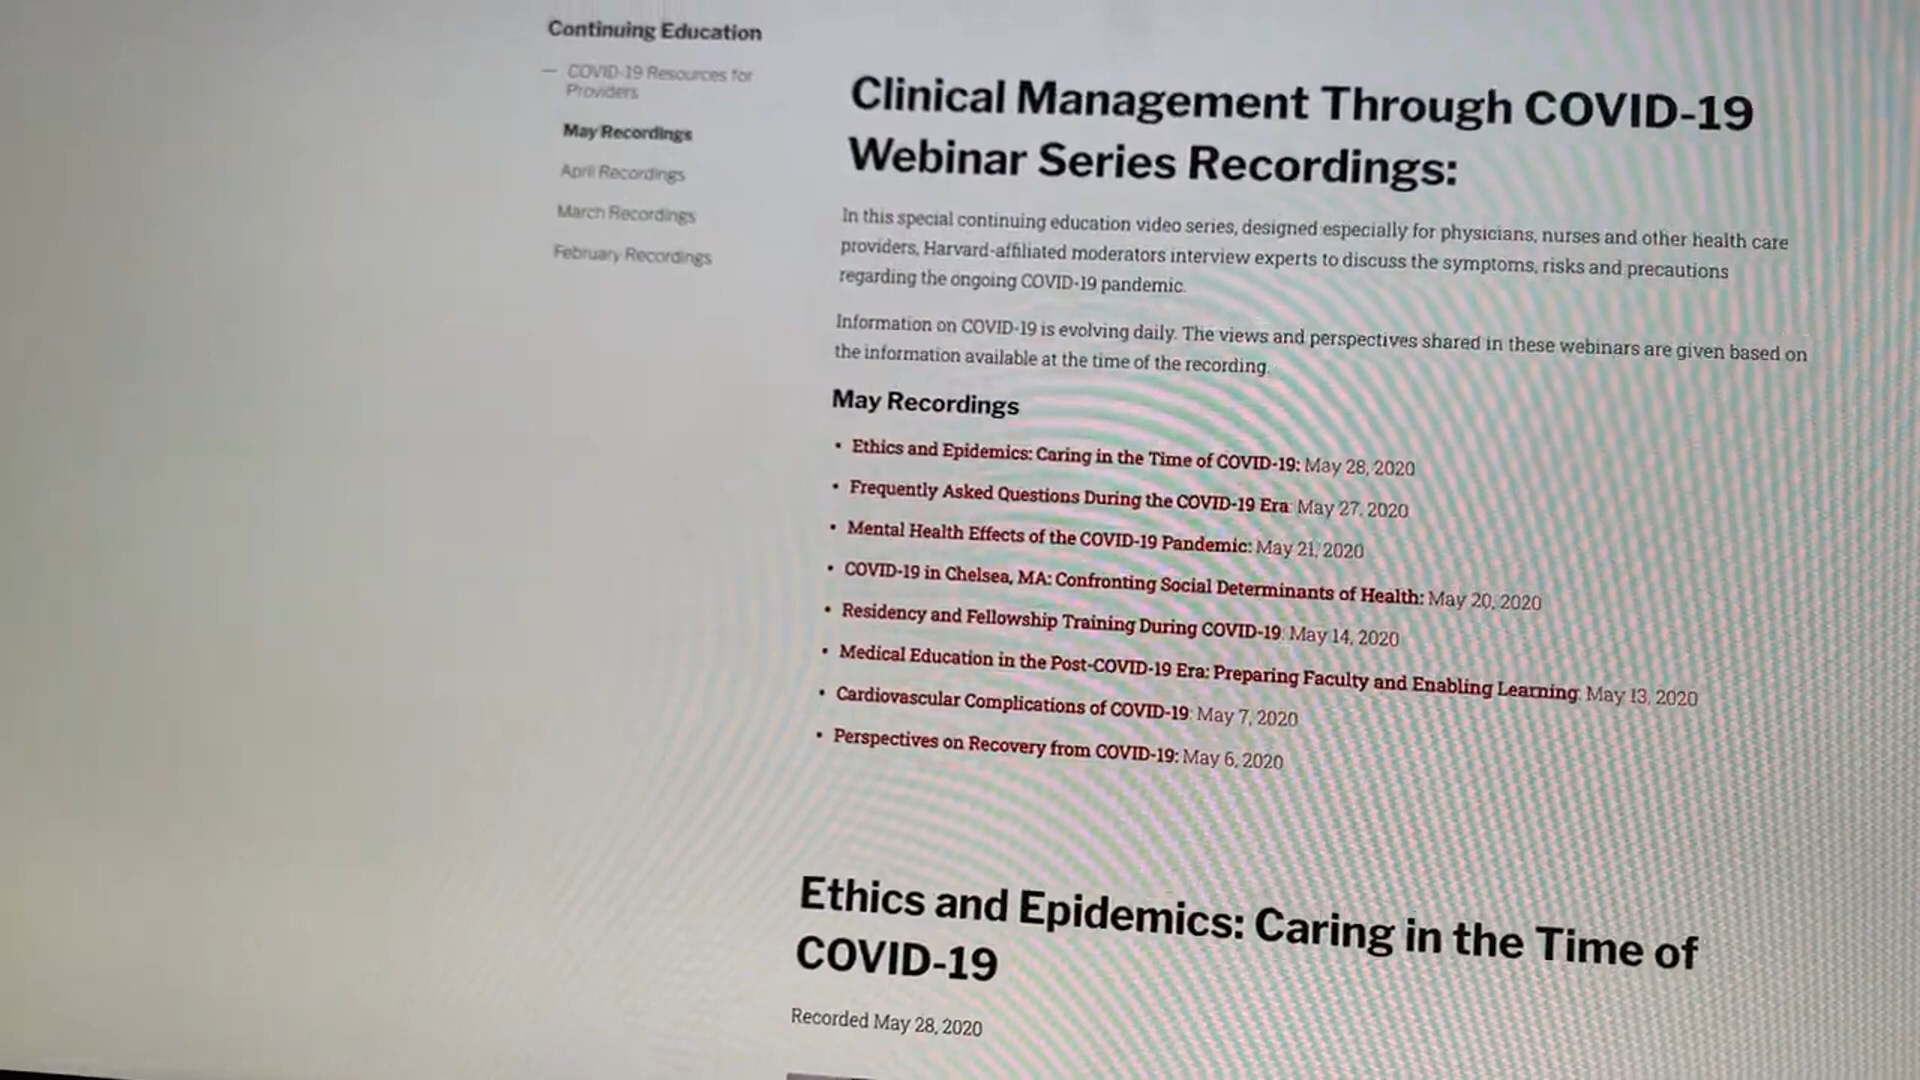 Continuing Education
— COVID-19 Resources for
Providers
May Recordings
April Recordings
March Recordings
February Recordings
Clinical Management Through COVID-19
Webinar Series Recordings:
In this special continuing education video series, designed especially for physicians, nurses and other health care
providers, Harvard-affiliated moderators interview experts to discuss the symptoms, risks and precautions
regarding the ongoing COVID-19 pandemic.
Information on COVID-19 is evolving daily. The views and perspectives shared in these webinars are given based on
the information available at the time of the recording.
May Recordings
• Ethics and Epidemics: Caring in the Time of COVID-19: May 28, 2020
• Frequently Asked Questions During the COVID-19 Era: May 27, 2020
• Mental Health Effects of the COVID-19 Pandemic: May 21, 2020
• COVID-19 in Chelsea, MA: Confronting Social Determinants of Health: May 20, 2020
• Residency and Fellowship Training During COVID-19: May 14, 2020
• Medical Education in the Post-COVID-19 Era: Preparing Faculty and Enabling Learning: May 13, 2020
• Cardiovascular Complications of COVID-19: May 7, 2020
• Perspectives on Recovery from COVID-19: May 6, 2020
Ethics and Epidemics: Caring in the Time of
COVID-19
Recorded May 28, 2020